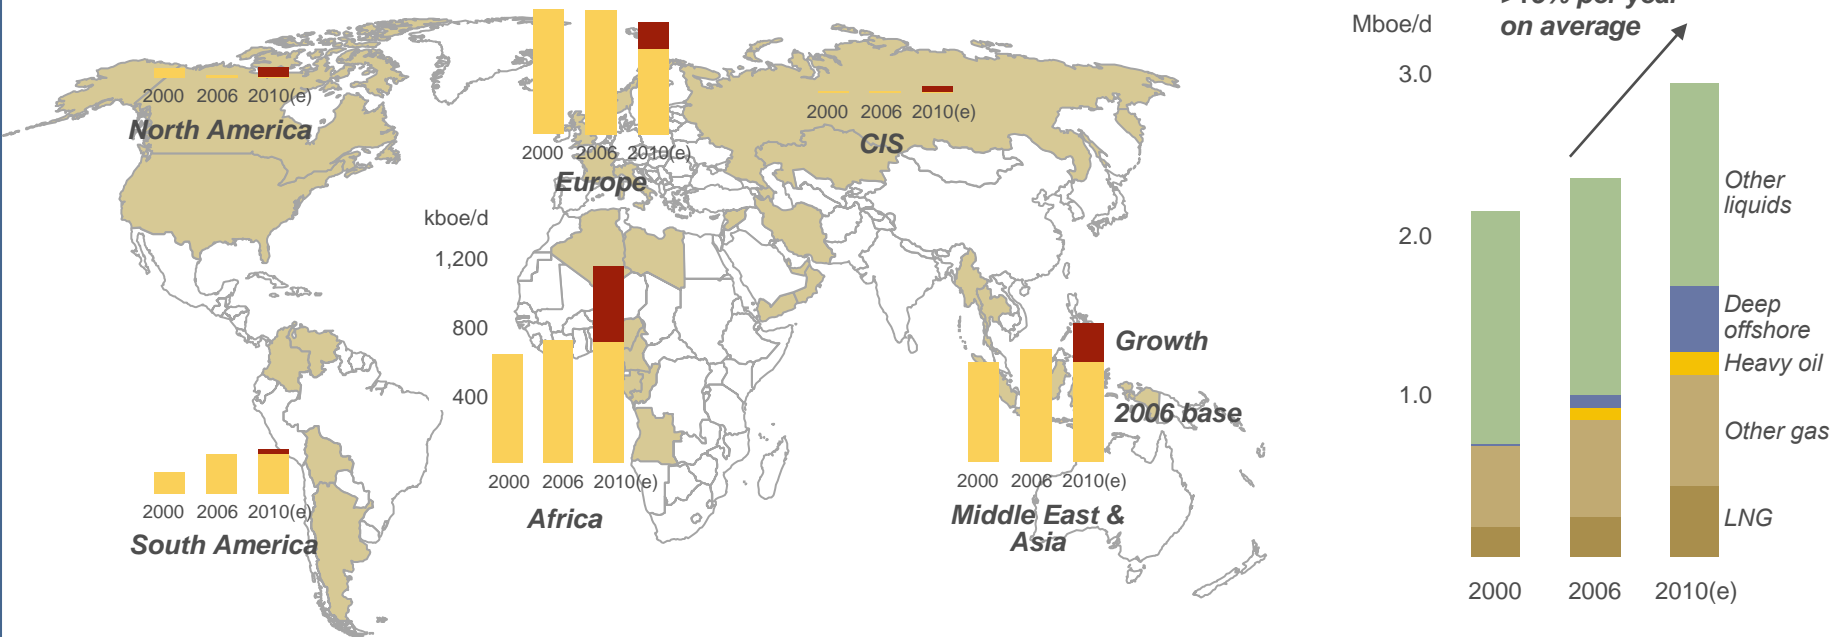 per year
on average
Mboe/d
3.0
2.0
1.0
2000 2006 2010(e)
North America
2000 2006 2010(e)
Europe
2000 2006 2010(e)
CIS
kboe/d
1,200
800
400
2000 2006 2010(e)
Africa
2000 2006 2010(e)
South America
Growth
2006 base
2000 2006 2010(e)
Middle East &
Asia
Other
liquids
Deep
offshore
Heavy oil
Other gas
LNG
2000 2006 2010(e)